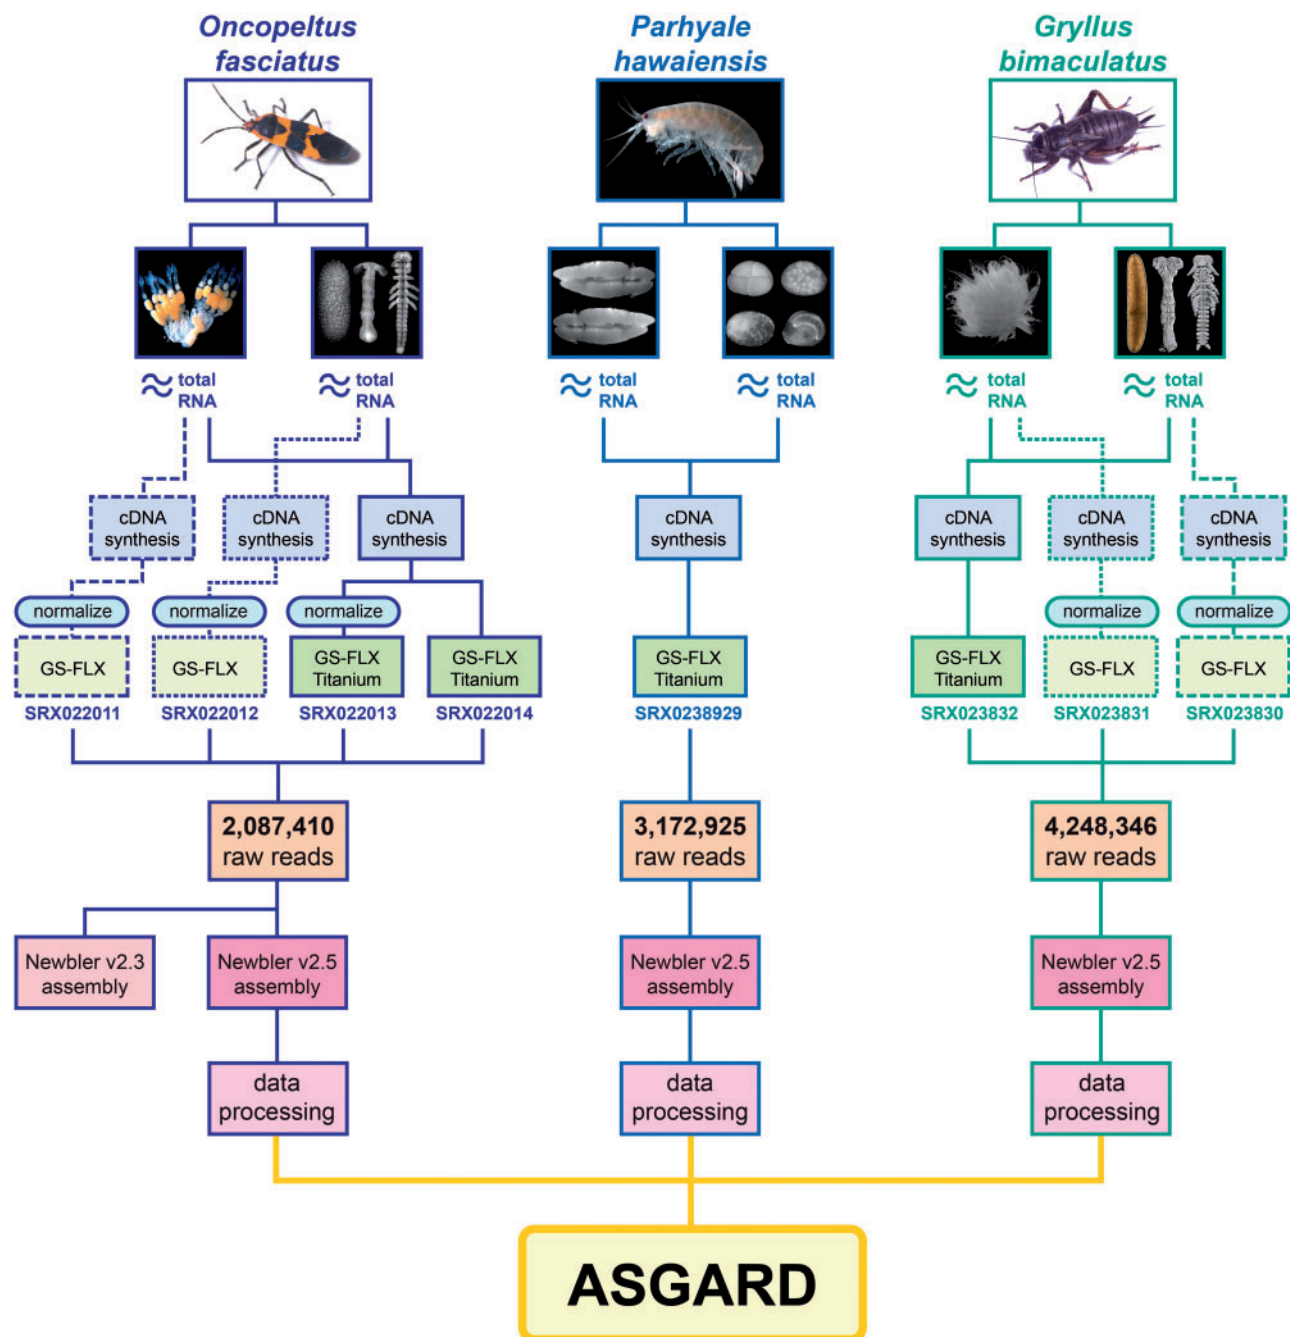 Oncopeltus
fasciatus
Parhyale
hawaiensis
Gryllus
bimaculatus
total
RNA
total
RNA
total
RNA
total
RNA
total
RNA
total
RNA
cDNA
synthesis
cDNA
synthesis
cDNA
synthesis
cDNA
synthesis
cDNA
synthesis
cDNA
synthesis
cDNA
synthesis
normalize
normalize
normalize
normalize
normalize
GS-FLX
GS-FLX
GS-FLX
Titanium
GS-FLX
Titanium
GS-FLX
Titanium
GS-FLX
Titanium
GS-FLX
GS-FLX
SRX022011
SRX022012
SRX022013
SRX022014
SRX0238929
SRX023832
SRX023831
SRX023830
2,087,410
raw reads
3,172,925
raw reads
4,248,346
raw reads
Newbler v2.3
assembly
Newbler v2.5
assembly
Newbler v2.5
assembly
Newbler v2.5
assembly
data
processing
data
processing
data
processing
ASGARD